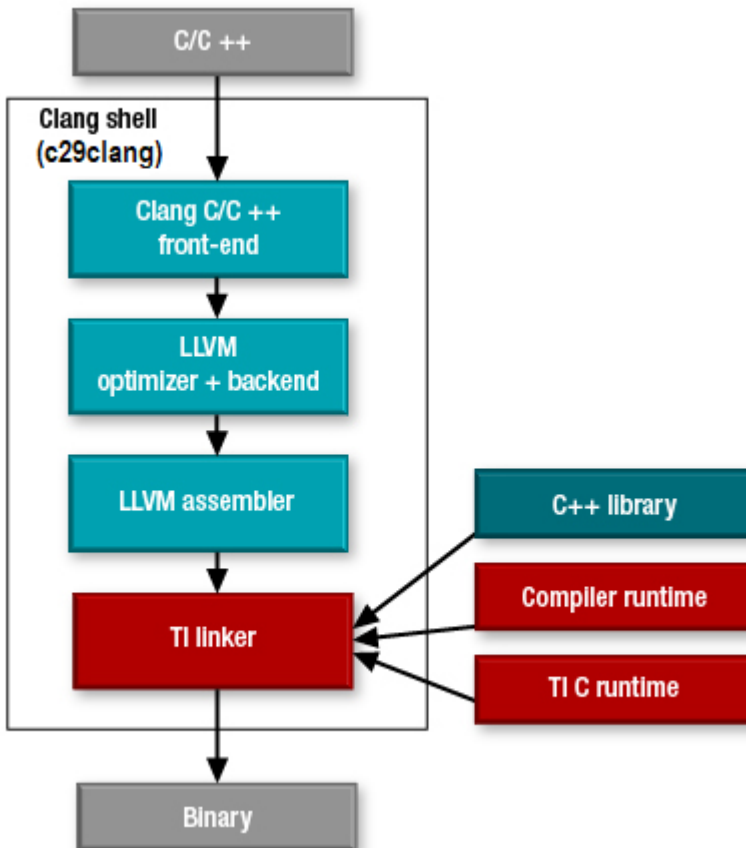 C/C ++
Clang shell
(c29clang)
Clang C/C ++
front-end
LLVM
optimizer + backend
LLVM assembler
C++ library
Compiler runtime
TI linker
TI C runtime
Binary